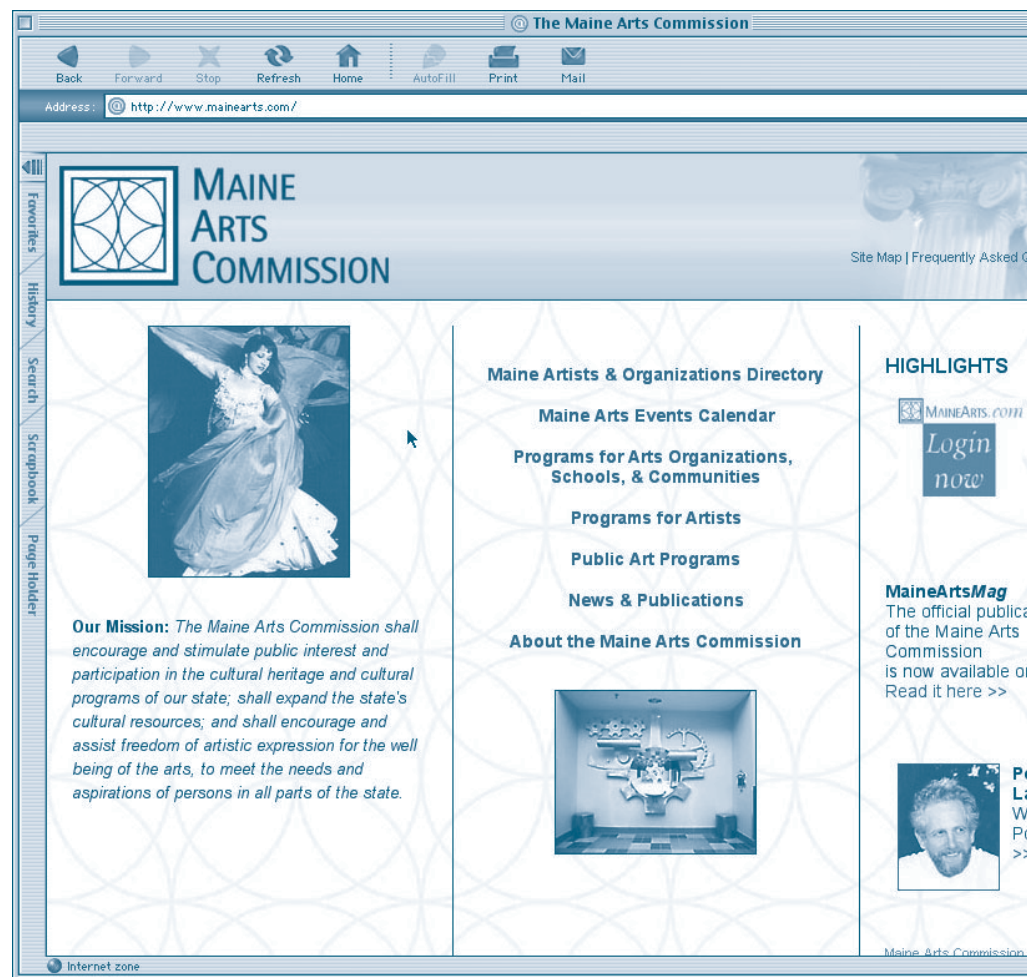 The Maine Arts Commission
Back Forward Stop Refresh Home AutoFill Print Mail
Address: http://www.mainearts.com/
Favorites
History
Search
Scrapbook
Page Holder
MAINE
ARTS
COMMISSION
Site Map | Frequently Asked
Our Mission: The Maine Arts Commission shall
encourage and stimulate public interest and
participation in the cultural heritage and cultural
programs of our state; shall expand the state's
cultural resources; and shall encourage and
assist freedom of artistic expression for the well
being of the arts, to meet the needs and
aspirations of persons in all parts of the state.
Maine Artists & Organizations Directory
Maine Arts Events Calendar
Programs for Arts Organizations,
Schools, & Communities
Programs for Artists
Public Art Programs
News & Publications
About the Maine Arts Commission
HIGHLIGHTS
MAINEARTS.com
Login
now
MaineArtsMag
The official
of the Maine Arts
Commission
is now available
Read it here >>
Maine Arts Commission
Internet zone